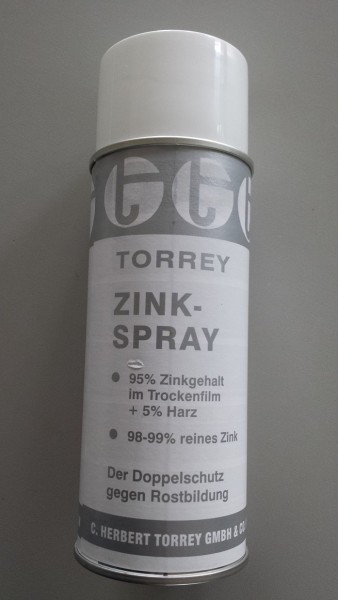 TORREY
ZINK-
SPRAY
95% Zinkgehalt
im Trockenfilm
+ 5% Harz
98-99% reines Zink
Der Doppelschutz
gegen Rostbildung
C. HERBERT TORREY GMBH & CO